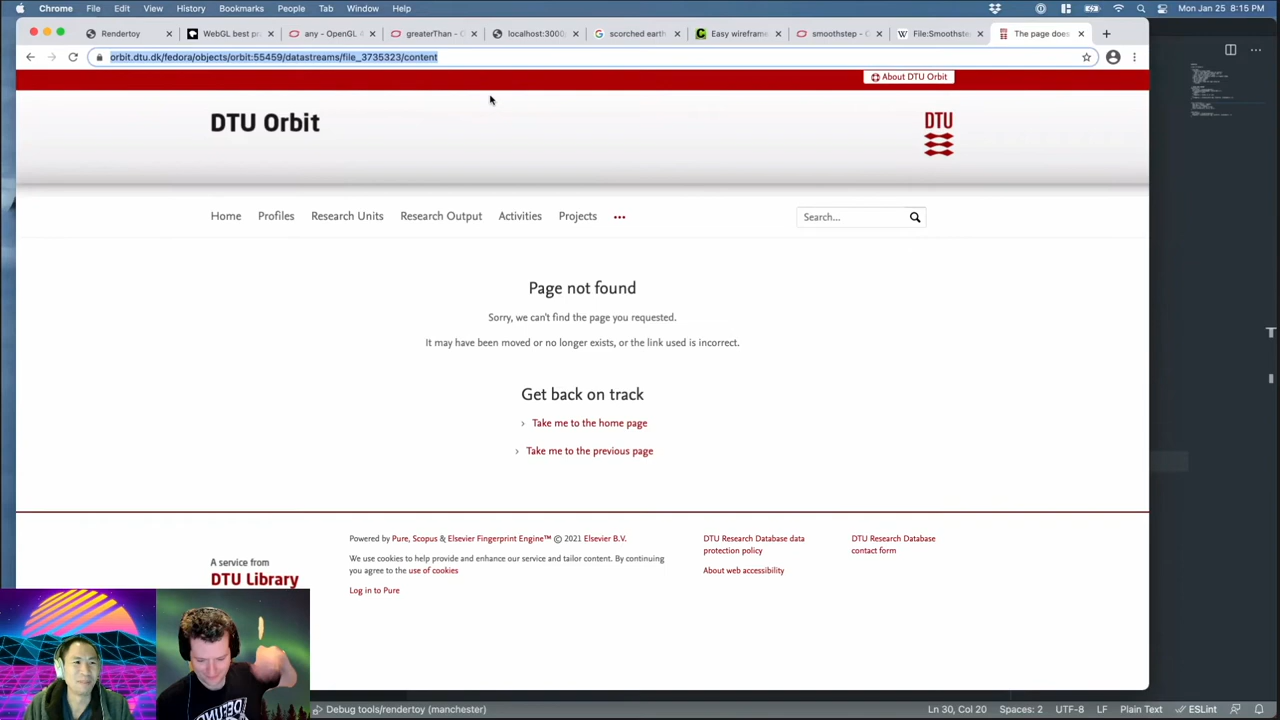 Chrome File Edit View History Bookmarks People Tab Window Help
Mon Jan 25 8:15 PM
Rendertoy
WebGL best pr
any - OpenGL
greaterThan -
localhost:3000
scorched earth
Easy wireframe
smoothstep -
File:Smoothste
The page does
orbit.dtu.dk/fedora/objects/orbit:55459/datastreams/file_3735323/content
About DTU Orbit
DTU Orbit
DTU
Home Profiles Research Units Research Output Activities Projects
Search...
Page not found
Sorry, we can't find the page you requested.
It may have been moved or no longer exists, or the link used is incorrect.
Get back on track
Take me to the home page
Take me to the previous page
Powered by Pure, Scopus & Elsevier Fingerprint Engine™ © 2021 Elsevier B.V.
We use cookies to help provide and enhance our service and tailor content. By continuing
you agree to the use of cookies
Log in to Pure
DTU Research Database data
protection policy
About web accessibility
DTU Research Database
contact form
A service from
DTU Library
Debug tools/rendertoy (manchester)
Ln 30, Col 20 Spaces: 2 UTF-8 LF Plain Text ESLint